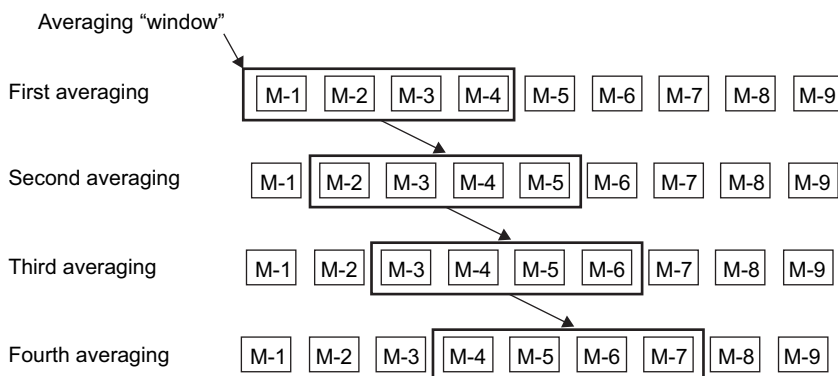 Averaging “window”
First averaging M-1 M-2 M-3 M-4 M-5 M-6 M-7 M-8 M-9
Second averaging M-1 M-2 M-3 M-4 M-5 M-6 M-7 M-8 M-9
Third averaging M-1 M-2 M-3 M-4 M-5 M-6 M-7 M-8 M-9
Fourth averaging M-1 M-2 M-3 M-4 M-5 M-6 M-7 M-8 M-9